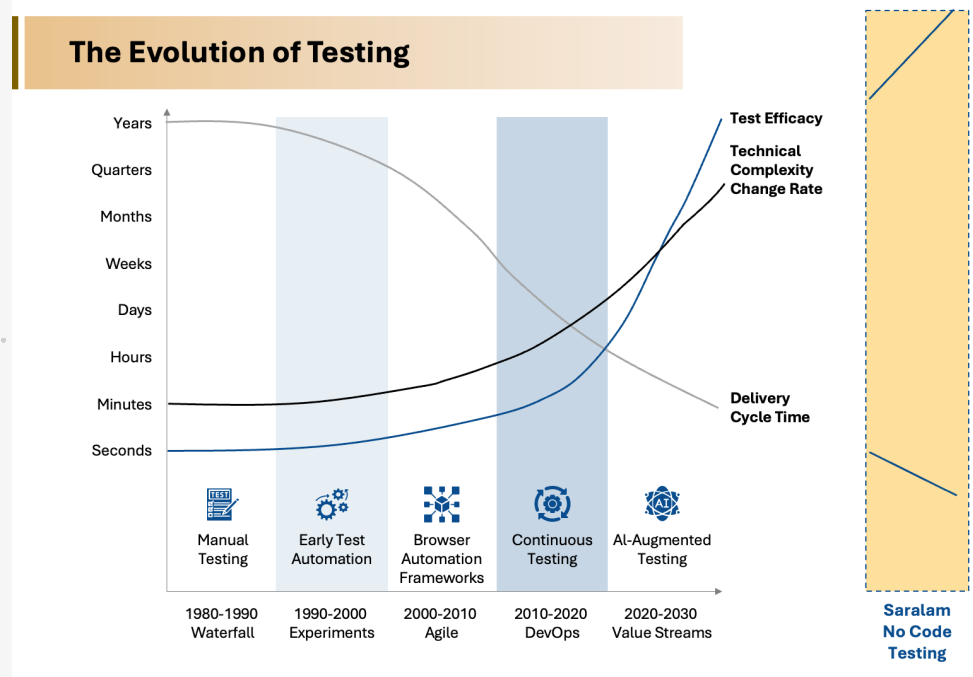 The Evolution of Testing
Years
Quarters
Months
Weeks
Days
Hours
Minutes
Seconds
Test Efficacy
Technical
Complexity
Change Rate
Delivery
Cycle Time
TEST
Manual
Testing
Early Test
Automation
Browser
Automation
Frameworks
Continuous
Testing
AI
AI-Augmented
Testing
1980-1990
Waterfall
1990-2000
Experiments
2000-2010
Agile
2010-2020
DevOps
2020-2030
Value Streams
Saralam
No Code
Testing